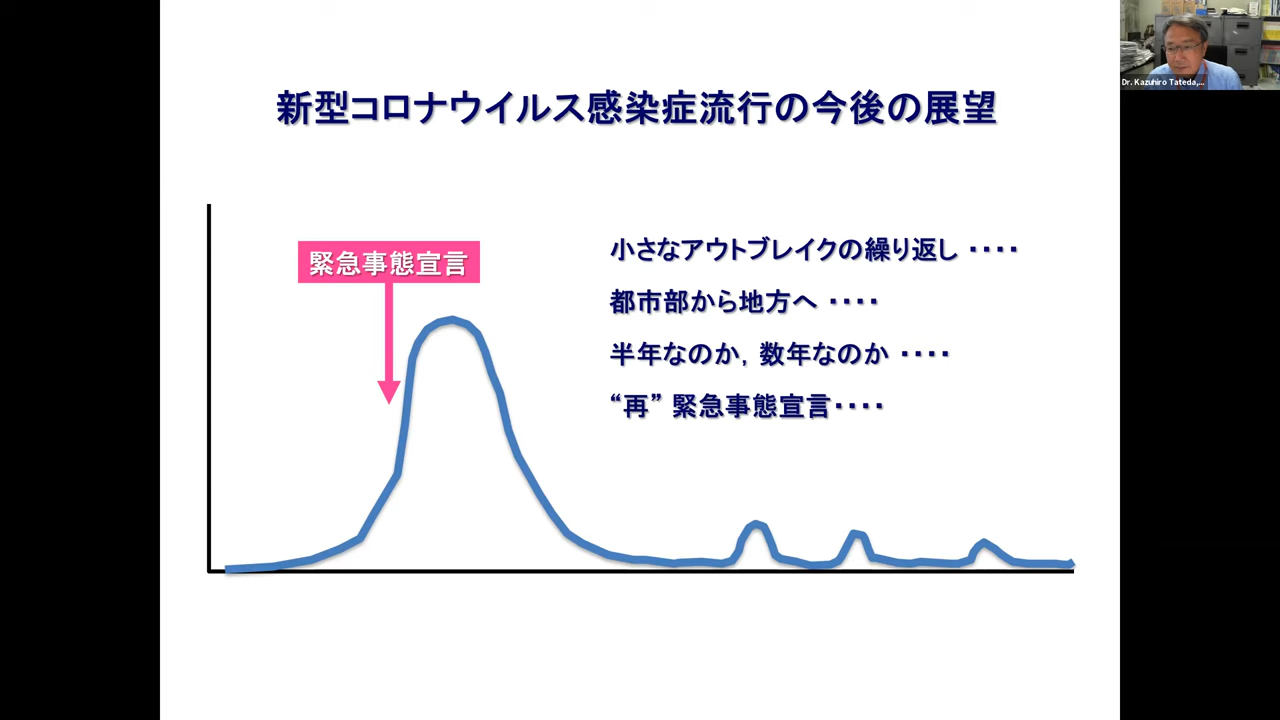 新型コロナウイルス感染症流行の今後の展望
緊急事態宣言
小さなアウトブレイクの繰り返し ････
都市部から地方へ ････
半年なのか，数年なのか ････
“再” 緊急事態宣言････
Dr. Kazuhiro Tateda,...